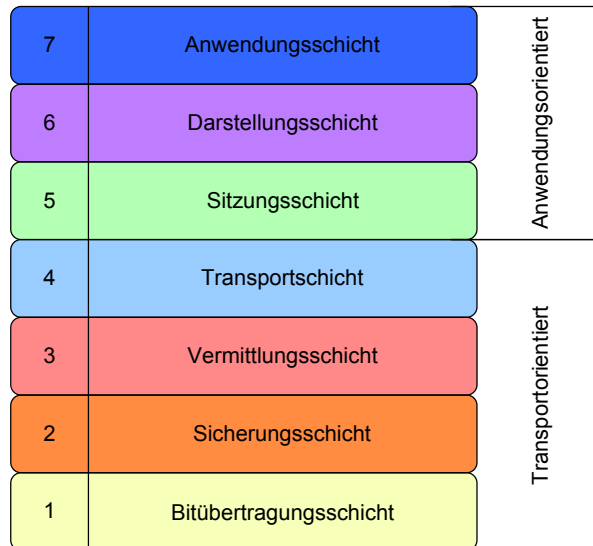 7 Anwendungsschicht
6 Darstellungsschicht
5 Sitzungsschicht
4 Transportschicht
3 Vermittlungsschicht
2 Sicherungsschicht
1 Bitübertragungsschicht
Anwendungsorientiert
Transportorientiert